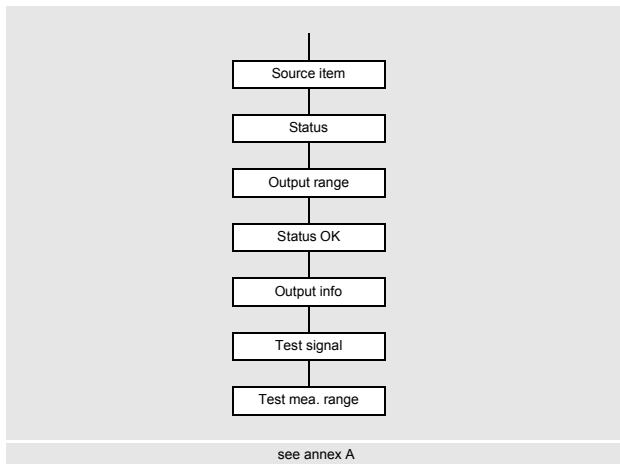 Source item
Status
Output range
Status OK
Output info
Test signal
Test mea. range
see annex A